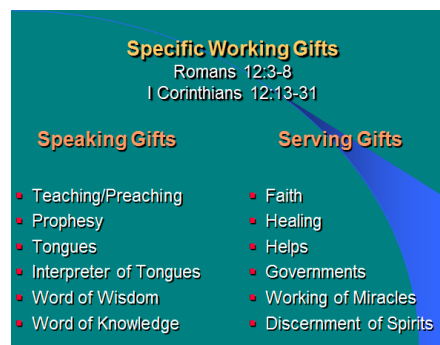 Specific Working Gifts
Romans 12:3-8
I Corinthians 12:13-31
Speaking Gifts
Teaching/Preaching
Prophesy
Tongues
Interpreter of Tongues
Word of Wisdom
Word of Knowledge
Serving Gifts
Faith
Healing
Helps
Governments
Working of Miracles
Discernment of Spirits